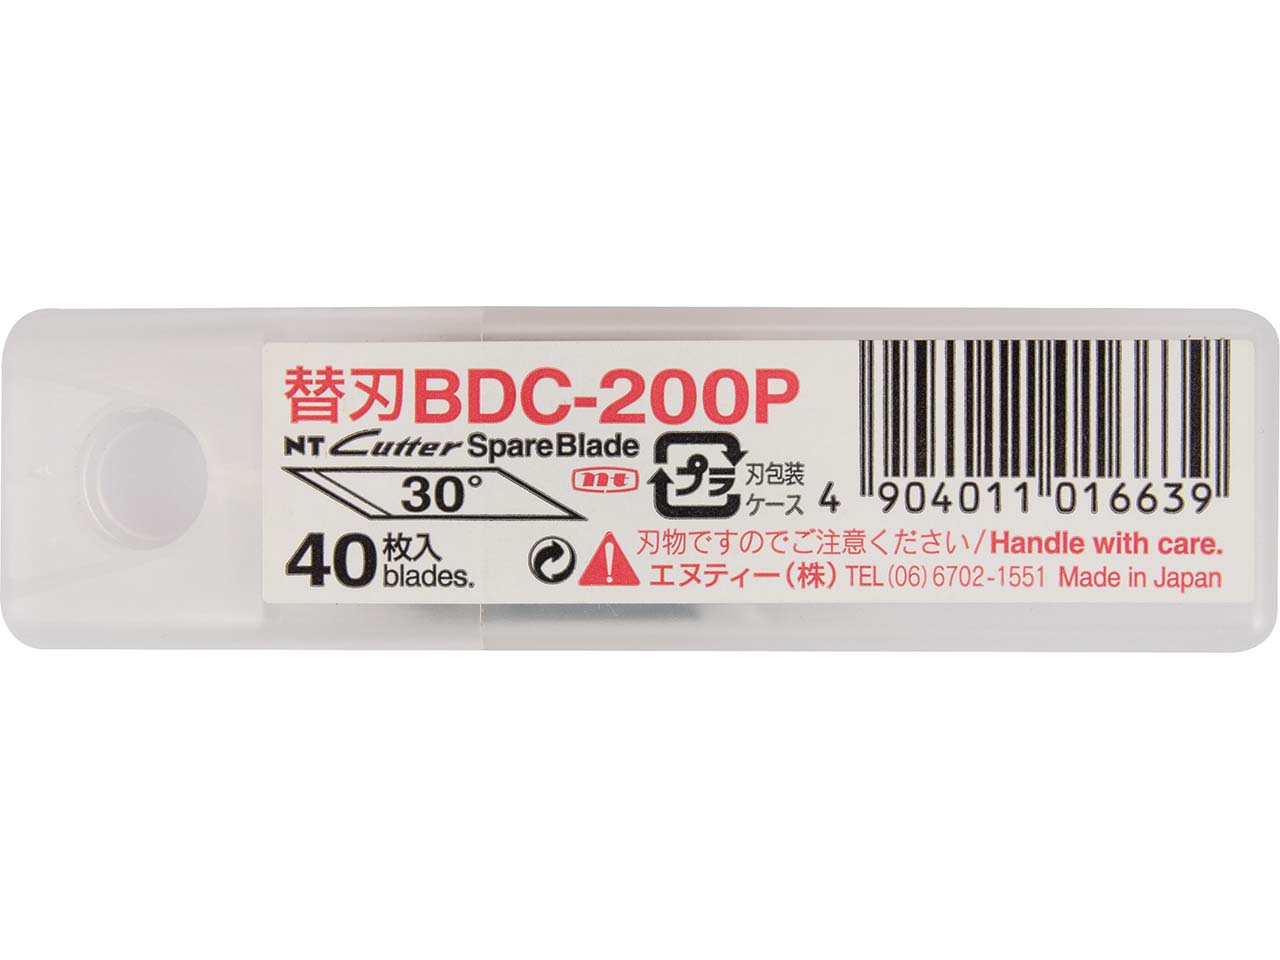 替刃BDC-200P
NT Cutter Spare Blade
30°
nt
プラ
刃包装
ケース
40枚入
blades.
刃物ですのでご注意ください/Handle with care.
エヌティー(株) TEL(06)6702-1551 Made in Japan
4 904011 016639